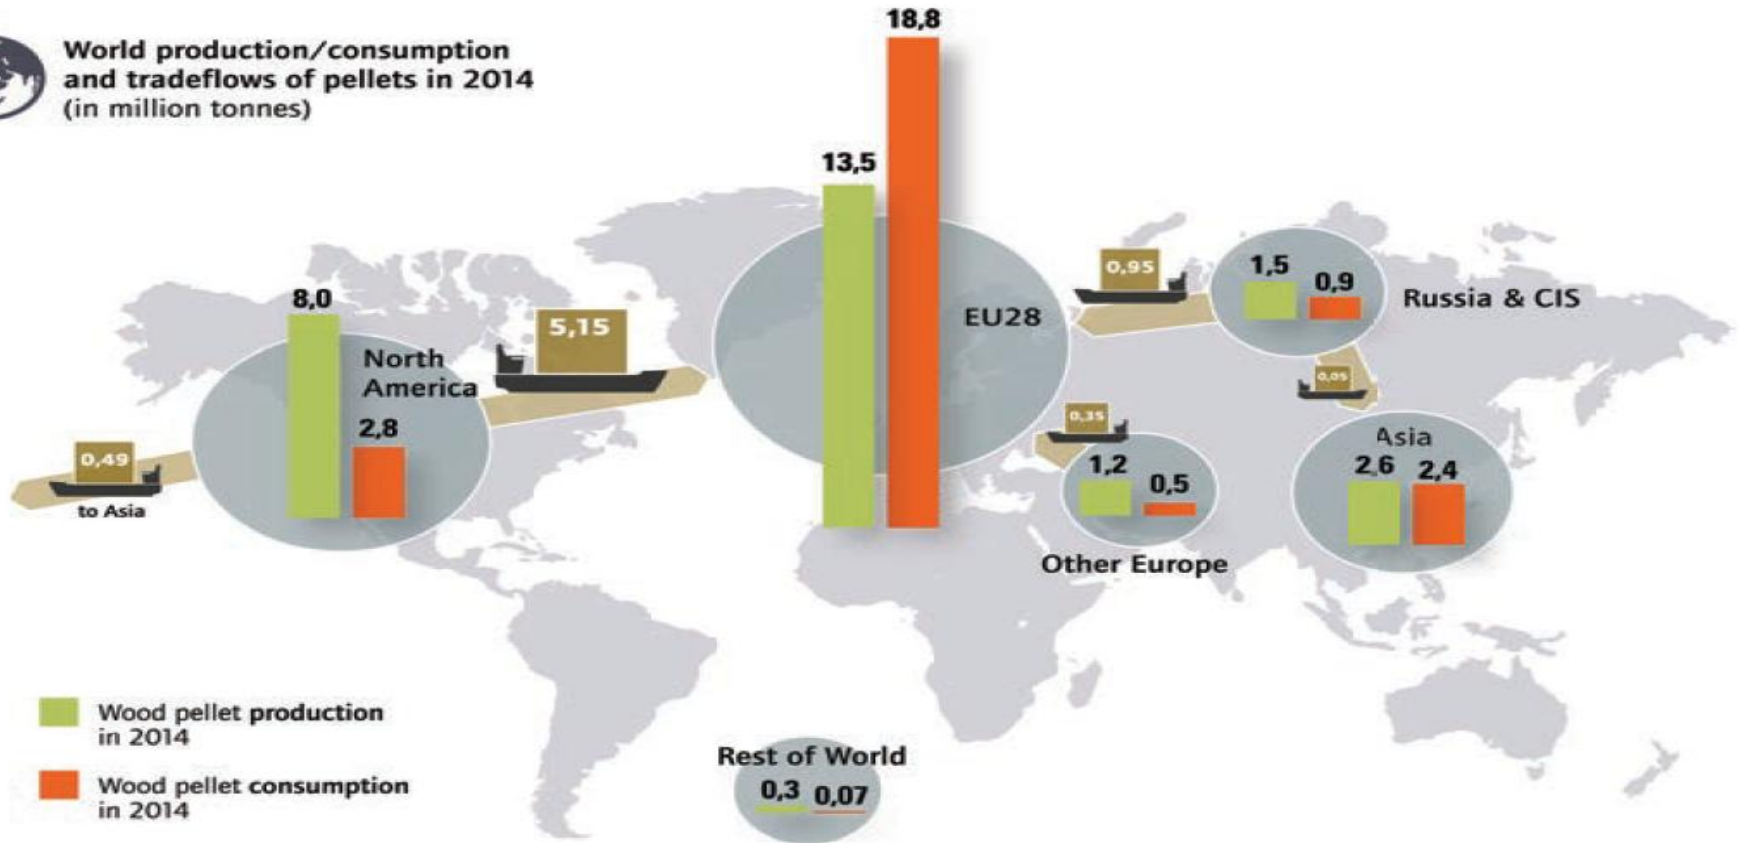 World production/consumption
and tradeflows of pellets in 2014
(in million tonnes)
18,8
13,5
EU28
8,0
North
America
2,8
5,15
0,49
to Asia
0,95
1,5
0,9
Russia & CIS
0,05
0,35
1,2
0,5
Other Europe
Asia
2,6
2,4
Wood pellet production
in 2014
Wood pellet consumption
in 2014
Rest of World
0,3
0,07